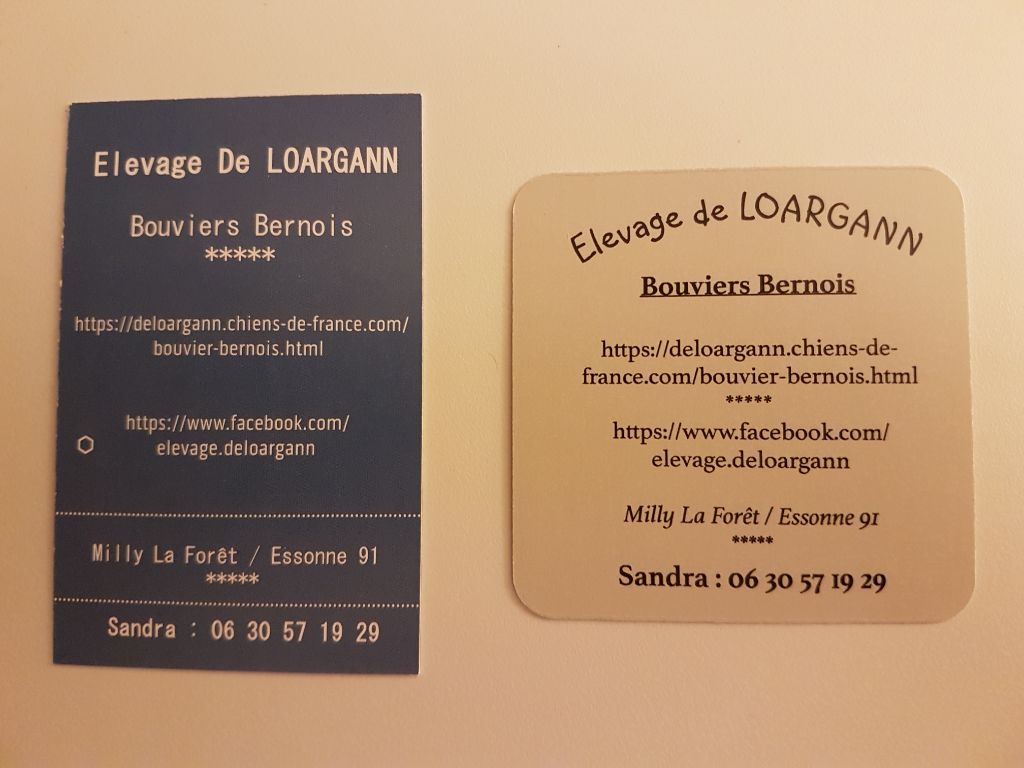 Elevage De LOARGANN
Bouviers Bernois
*****
https://deloargann.chiens-de-france.com/
bouvier-bernois.html
https://www.facebook.com/
elevage.deloargann
Milly La Forêt / Essonne 91
*****
Sandra : 06 30 57 19 29
Elevage de LOARGANN
Bouviers Bernois
https://deloargann.chiens-de-
france.com/bouvier-bernois.html
*****
https://www.facebook.com/
elevage.deloargann
Milly La Forêt / Essonne 91
*****
Sandra : 06 30 57 19 29